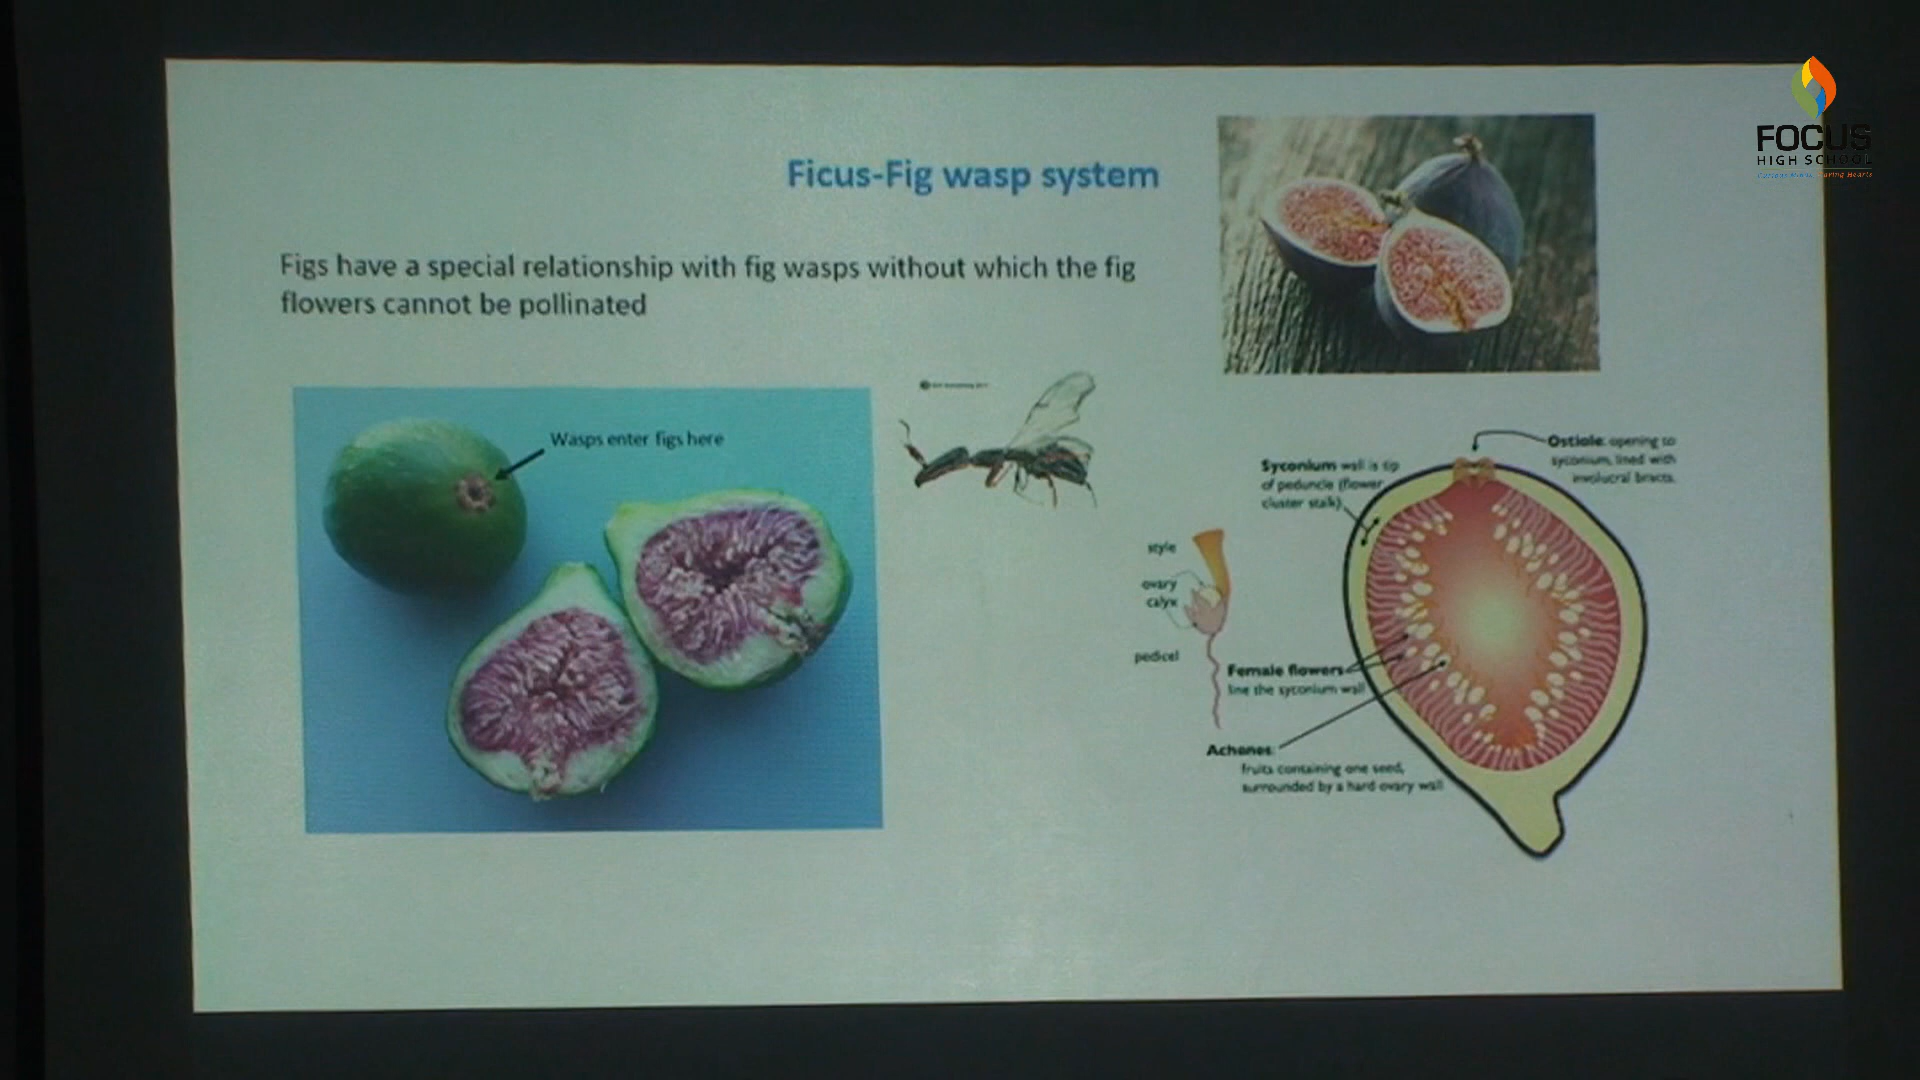 FOCUS
HIGH SCHOOL
Ficus-Fig wasp system
Figs have a special relationship with fig wasps without which the fig
flowers cannot be pollinated
Wasps enter figs here
Ostiole: opening to
syconium, lined with
involucral bracts.
Syconium wall is tip
of peduncle (flower
cluster stalk)
style
ovary
calyx
pedicel
Female flowers
line the syconium wall
Achenes:
fruits containing one seed,
surrounded by a hard ovary wall